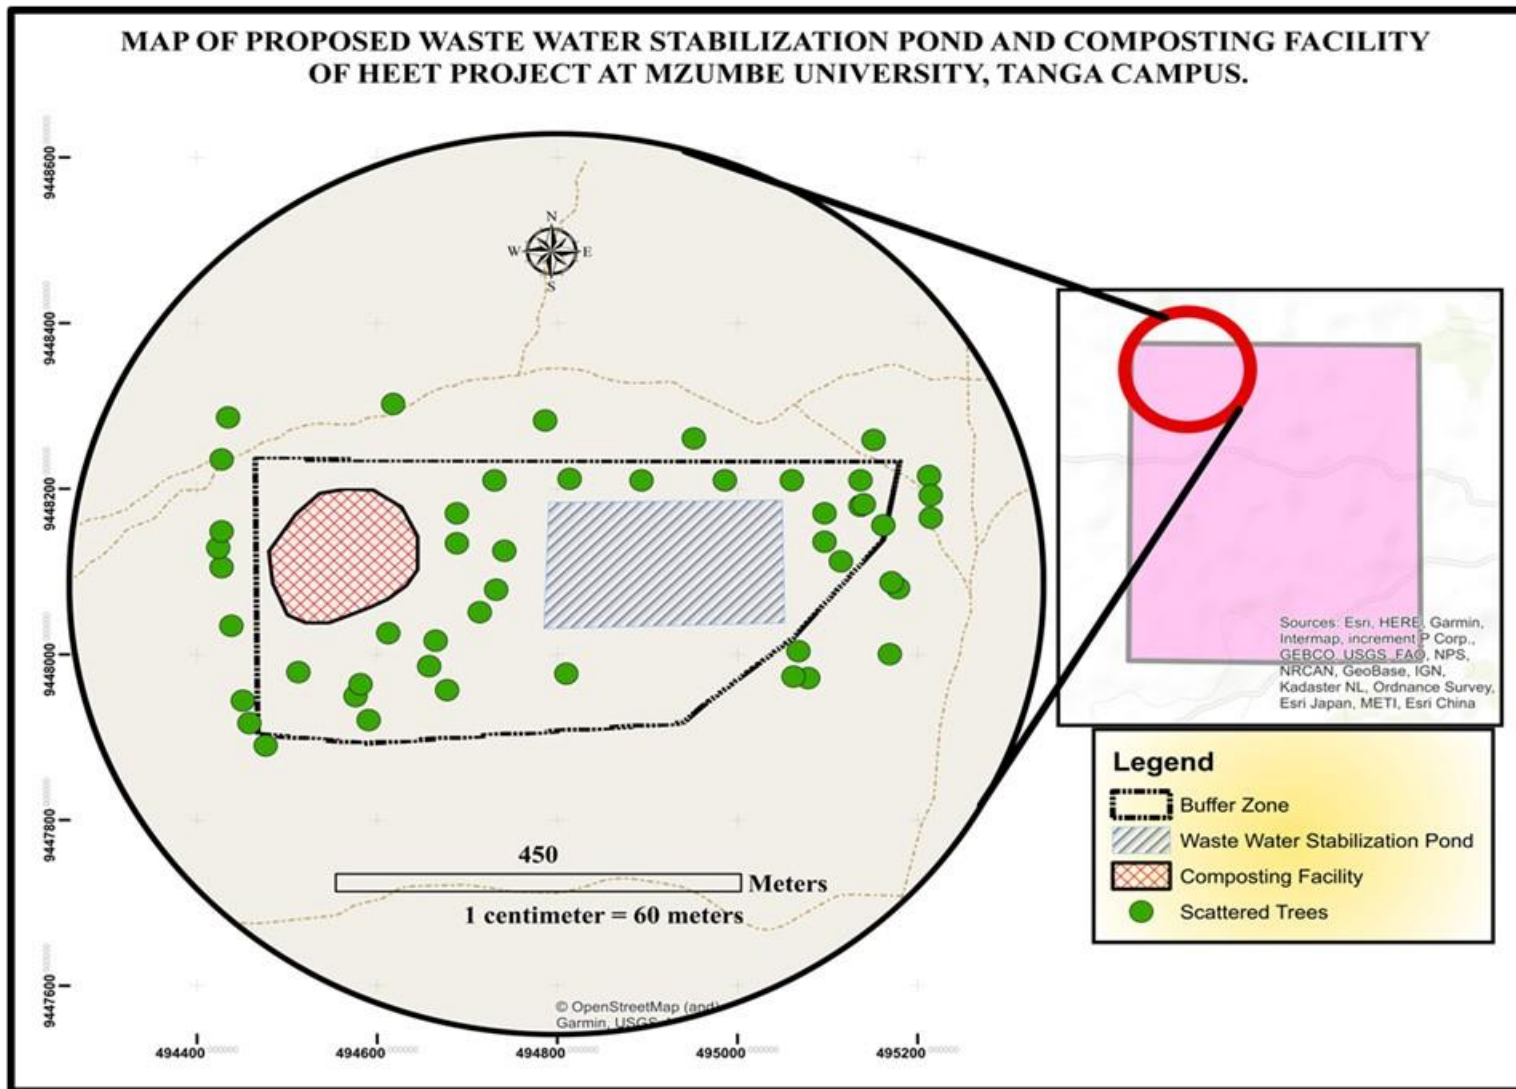 MAP OF PROPOSED WASTE WATER STABILIZATION POND AND COMPOSTING FACILITY
OF HEET PROJECT AT MZUMBE UNIVERSITY, TANGA CAMPUS.
9448600
9448400
9448200
9448000
9447800
9447600
N
W
E
S
450
Meters
1 centimeter = 60 meters
© OpenStreetMap (and)
Garmin, USGS,
494400
494600
494800
495000
495200
Sources: Esri, HERE, Garmin,
Intermap, increment P Corp.,
GEBCO, USGS, FAO, NPS,
NRCAN, GeoBase, IGN,
Kadaster NL, Ordnance Survey,
Esri Japan, METI, Esri China
Legend
Buffer Zone
Waste Water Stabilization Pond
Composting Facility
Scattered Trees